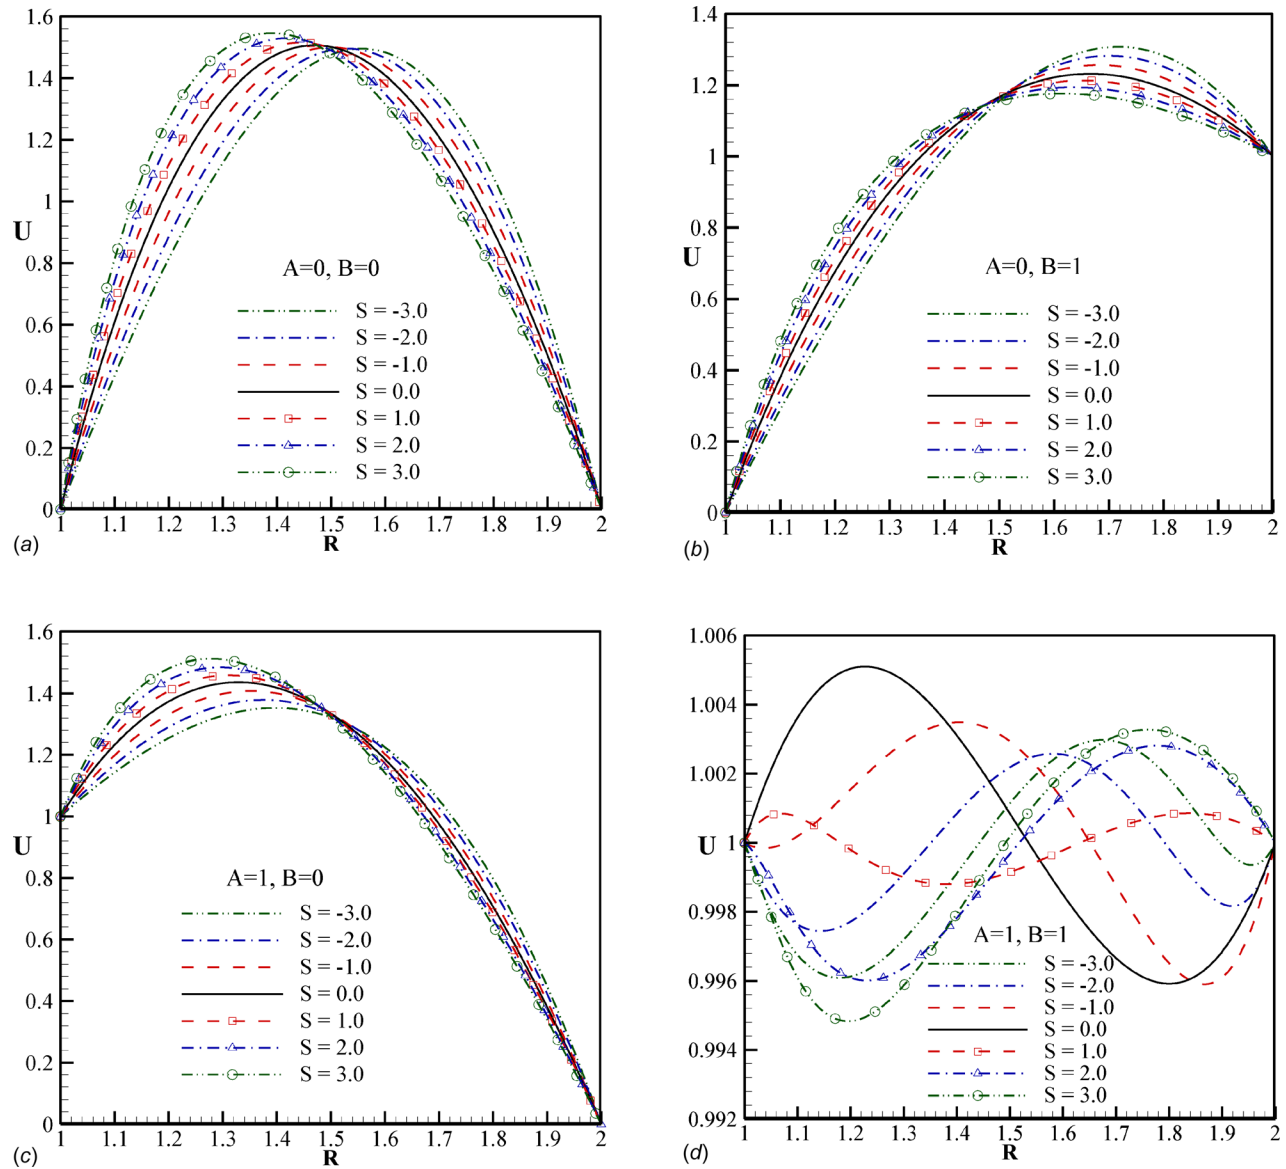 1.6
1.4
1.2
1
0.8
0.6
0.4
0.2
0
U
A=0, B=0
S = -3.0
S = -2.0
S = -1.0
S = 0.0
S = 1.0
S = 2.0
S = 3.0
1 1.1 1.2 1.3 1.4 1.5 1.6 1.7 1.8 1.9 2
R
(a)
1.4
1.2
1
0.8
0.6
0.4
0.2
0
U
A=0, B=1
S = -3.0
S = -2.0
S = -1.0
S = 0.0
S = 1.0
S = 2.0
S = 3.0
1 1.1 1.2 1.3 1.4 1.5 1.6 1.7 1.8 1.9 2
R
(b)
1.6
1.4
1.2
1
0.8
0.6
0.4
0.2
0
U
A=1, B=0
S = -3.0
S = -2.0
S = -1.0
S = 0.0
S = 1.0
S = 2.0
S = 3.0
1 1.1 1.2 1.3 1.4 1.5 1.6 1.7 1.8 1.9 2
R
(c)
1.006
1.004
1.002
1
0.998
0.996
0.994
0.992
U
A=1, B=1
S = -3.0
S = -2.0
S = -1.0
S = 0.0
S = 1.0
S = 2.0
S = 3.0
1 1.1 1.2 1.3 1.4 1.5 1.6 1.7 1.8 1.9 2
R
(d)